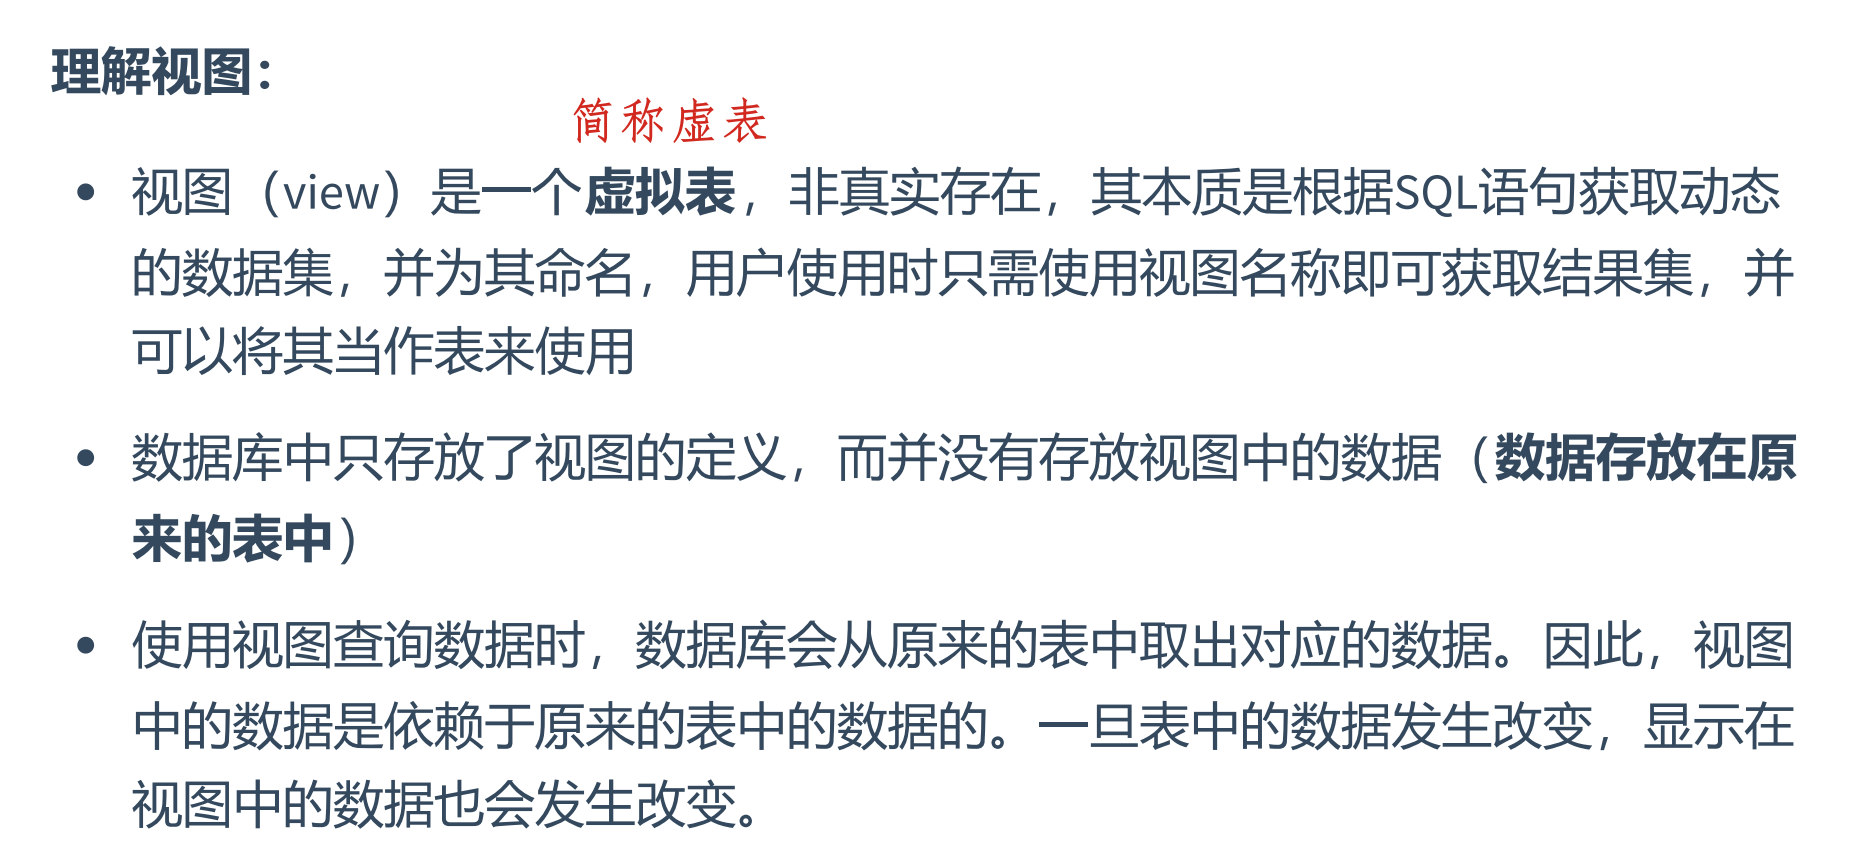 理解视图：
简称虚表
• 视图（view）是一个虚拟表，非真实存在，其本质是根据SQL语句获取动态
的数据集，并为其命名，用户使用时只需使用视图名称即可获取结果集，并
可以将其当作表来使用
• 数据库中只存放了视图的定义，而并没有存放视图中的数据（数据存放在原
来的表中）
• 使用视图查询数据时，数据库会从原来的表中取出对应的数据。因此，视图
中的数据是依赖于原来的表中的数据的。一旦表中的数据发生改变，显示在
视图中的数据也会发生改变。